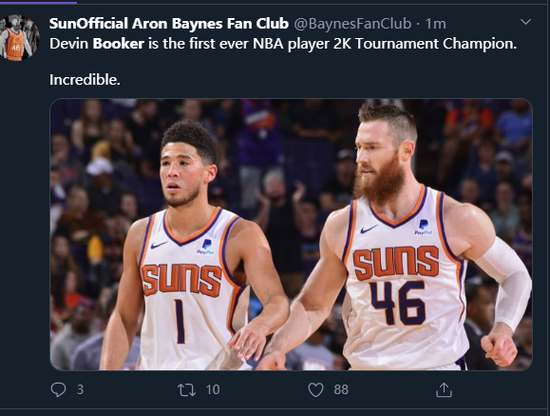 SunOfficial Aron Baynes Fan Club @BaynesFanClub · 1m
Devin Booker is the first ever NBA player 2K Tournament Champion.
Incredible.
PayPal
SUNS
1
PayPal
SUNS
46
3 10 88